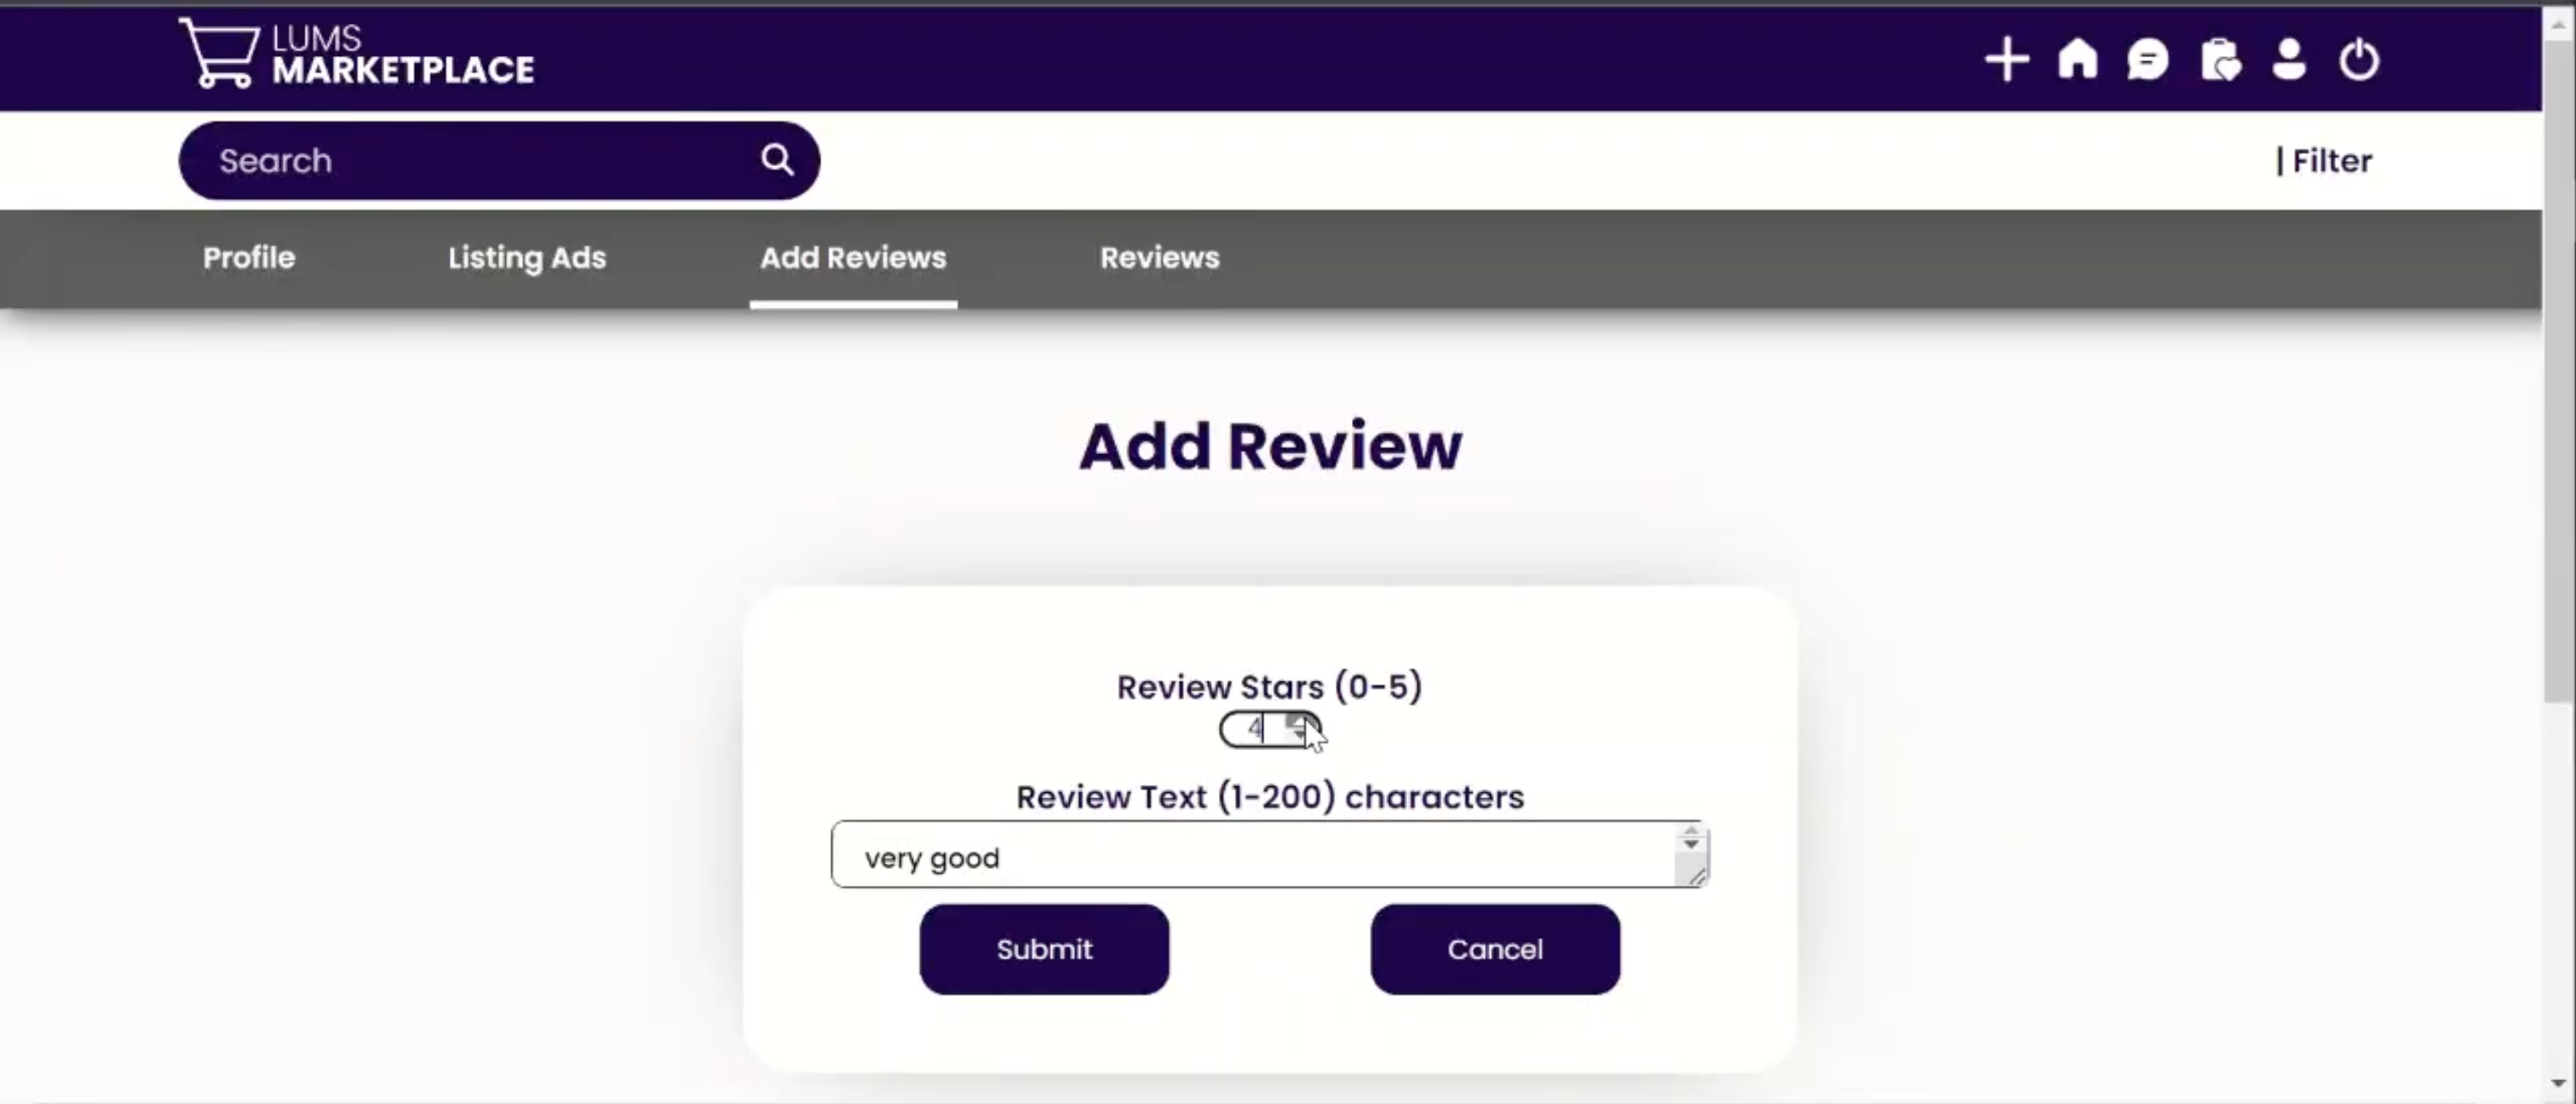 LUMS
MARKETPLACE
Search
| Filter
Profile
Listing Ads
Add Reviews
Reviews
Add Review
Review Stars (0-5)
4
Review Text (1-200) characters
very good
Submit
Cancel